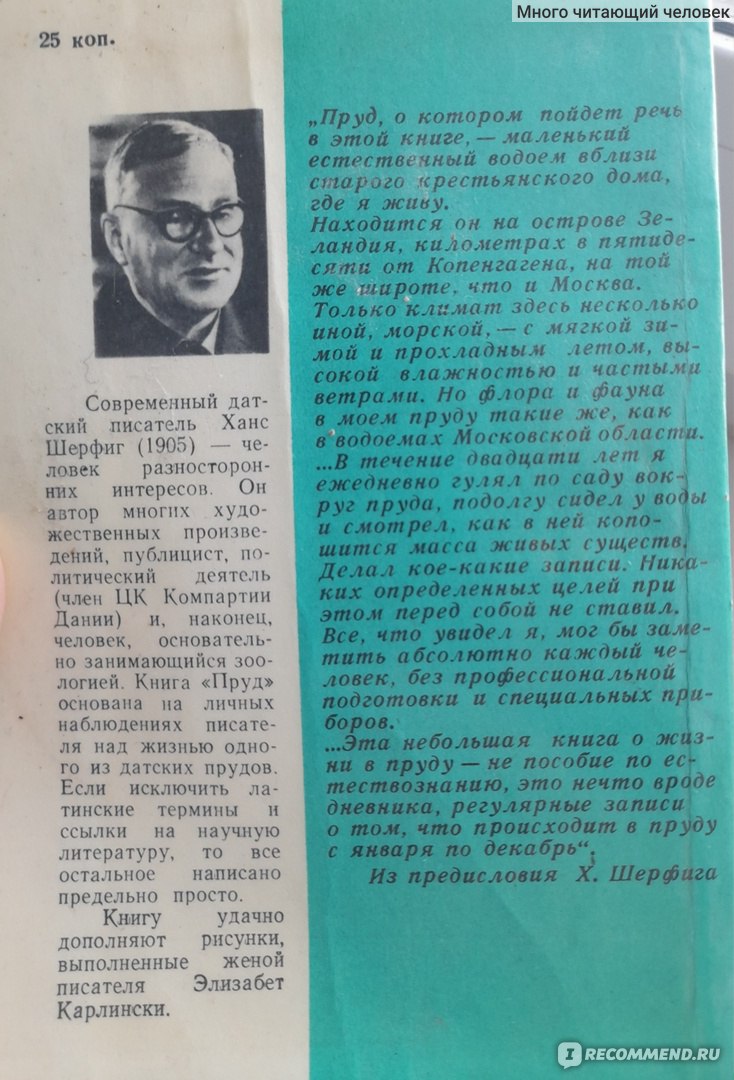 Много читающий человек
25 коп.
Современный дат-
ский писатель Ханс
Шерфиг (1905) — че-
ловек разносторон-
них интересов. Он
автор многих худо-
жественных произве-
дений, публицист, по-
литический деятель
(член ЦК Компартии
Дании) и, наконец,
человек, основатель-
но занимающийся зоо-
логией. Книга «Пруд»
основана на личных
наблюдениях писате-
ля над жизнью одно-
го из датских прудов.
Если исключить ла-
тинские термины и
ссылки на научную
литературу, то все
остальное написано
предельно просто.
Книгу удачно
дополняют рисунки,
выполненные женой
писателя Элизабет
Карлински.
„Пруд, о котором пойдет речь
в этой книге, — маленький
естественный водоем вблизи
старого крестьянского дома,
где я живу.
Находится он на острове Зе-
ландия, километрах в пятиде-
сяти от Копенгагена, на той
же широте, что и Москва.
Только климат здесь несколько
иной, морской, — с мягкой зи-
мой и прохладным летом, вы-
сокой влажностью и частыми
ветрами. Но флора и фауна
в моем пруду такие же, как
в водоемах Московской области.
...В течение двадцати лет я
ежедневно гулял по саду вок-
руг пруда, подолгу сидел у воды
и смотрел, как в ней копо-
шится масса живых существ.
Делал кое-какие записи. Ника-
ких определенных целей при
этом перед собой не ставил.
Все, что увидел я, мог бы заме-
тить абсолютно каждый че-
ловек, без профессиональной
подготовки и специальных при-
боров.
...Эта небольшая книга о жиз-
ни в пруду — не пособие по ес-
тествознанию, это нечто вроде
дневника, регулярные записи
о том, что происходит в пруду
с января по декабрь“.
Из предисловия Х. Шерфига
IRECOMMEND.RU